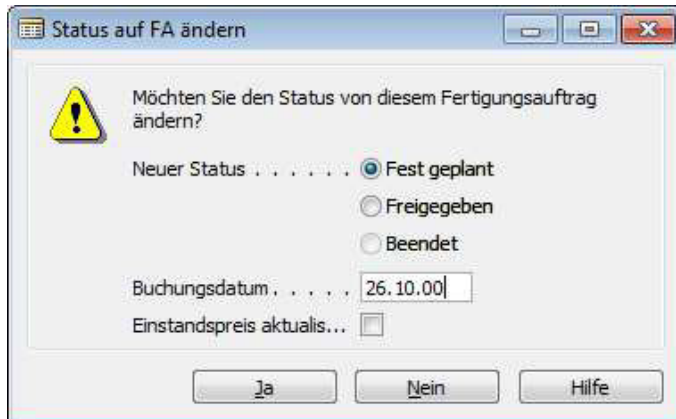 Status auf FA ändern
Möchten Sie den Status von diesem Fertigungsauftrag
ändern?
Neuer Status . . . . . . Fest geplant
Freigegeben
Beendet
Buchungsdatum . . . . . 26.10.00
Einstandspreis aktualis...
Ja Nein Hilfe